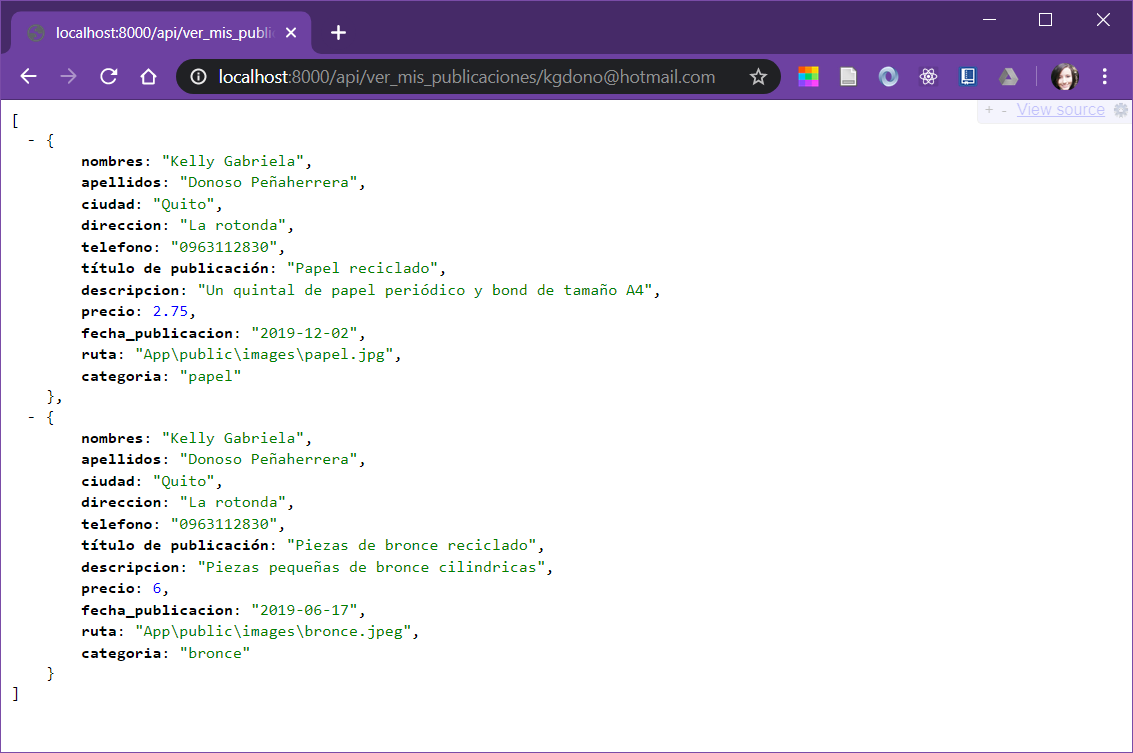 localhost:8000/api/ver_mis_publi
localhost:8000/api/ver_mis_publicaciones/kgdono@hotmail.com
+ - View source
[
- {
nombres: "Kelly Gabriela",
apellidos: "Donoso Peñaherrera",
ciudad: "Quito",
direccion: "La rotonda",
telefono: "0963112830",
título de publicación: "Papel reciclado",
descripcion: "Un quintal de papel periódico y bond de tamaño A4",
precio: 2.75,
fecha_publicacion: "2019-12-02",
ruta: "App\public\images\papel.jpg",
categoria: "papel"
},
- {
nombres: "Kelly Gabriela",
apellidos: "Donoso Peñaherrera",
ciudad: "Quito",
direccion: "La rotonda",
telefono: "0963112830",
título de publicación: "Piezas de bronce reciclado",
descripcion: "Piezas pequeñas de bronce cilindricas",
precio: 6,
fecha_publicacion: "2019-06-17",
ruta: "App\public\images\bronce.jpeg",
categoria: "bronce"
}
]